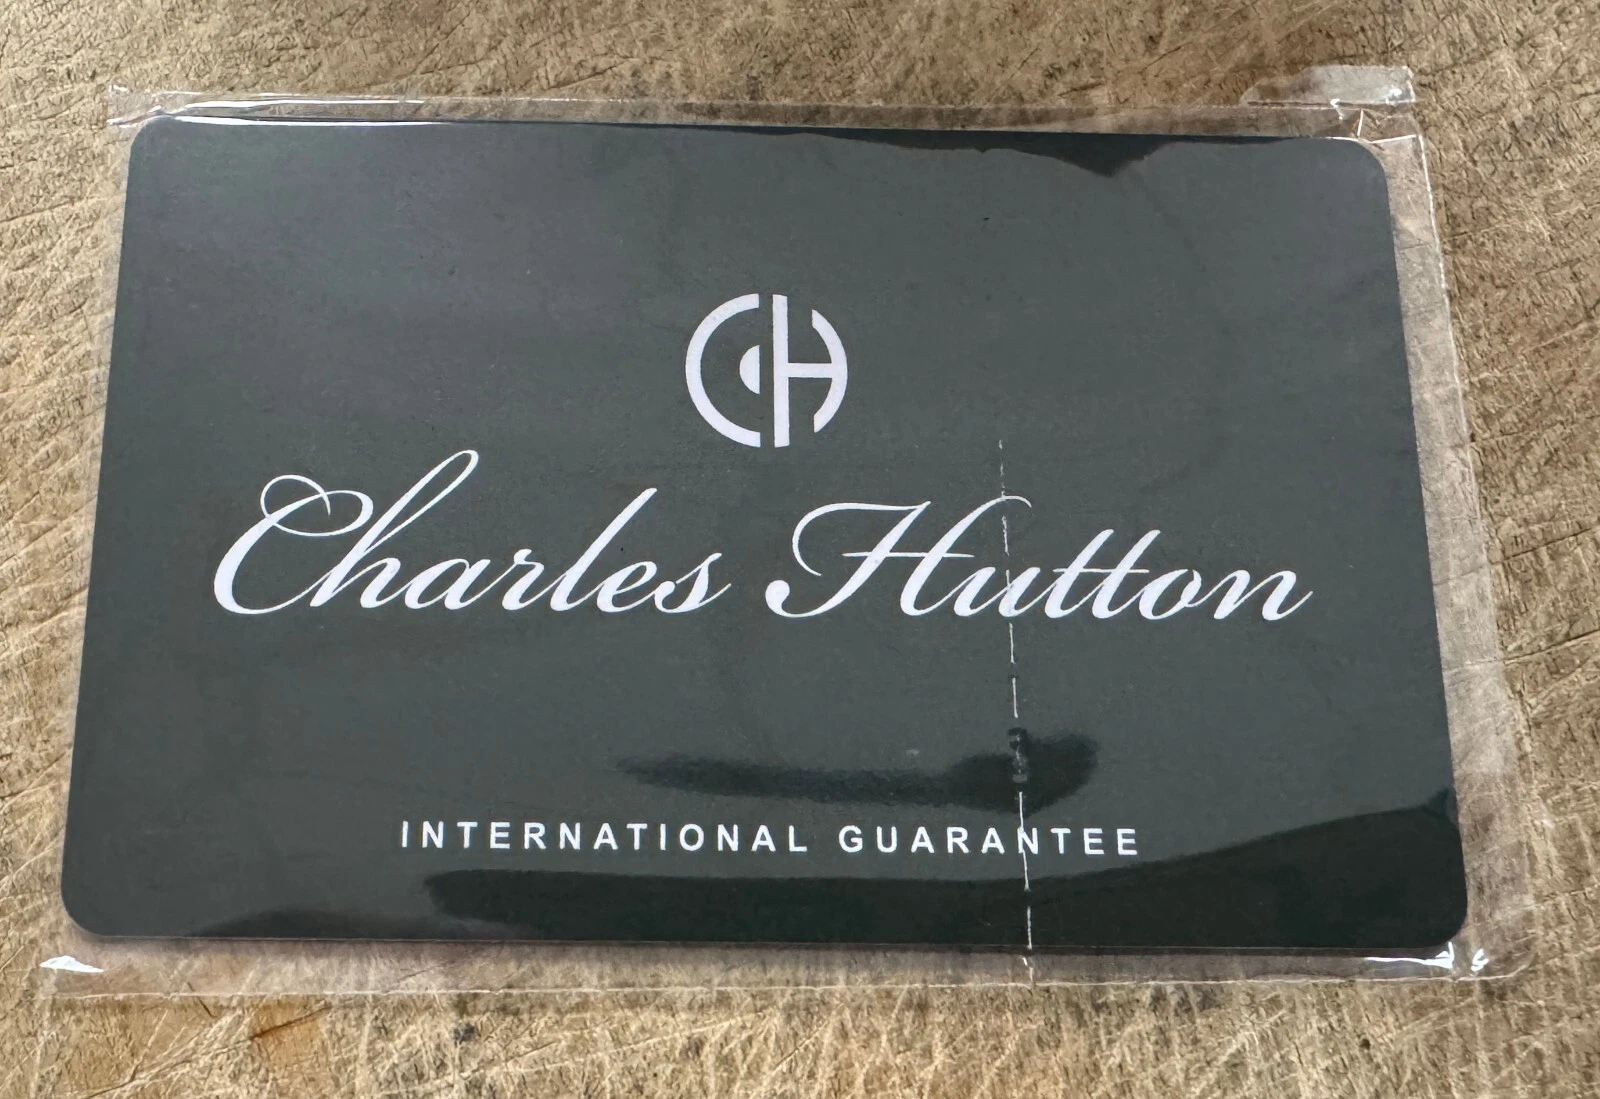 CH
Charles Hutton
INTERNATIONAL GUARANTEE